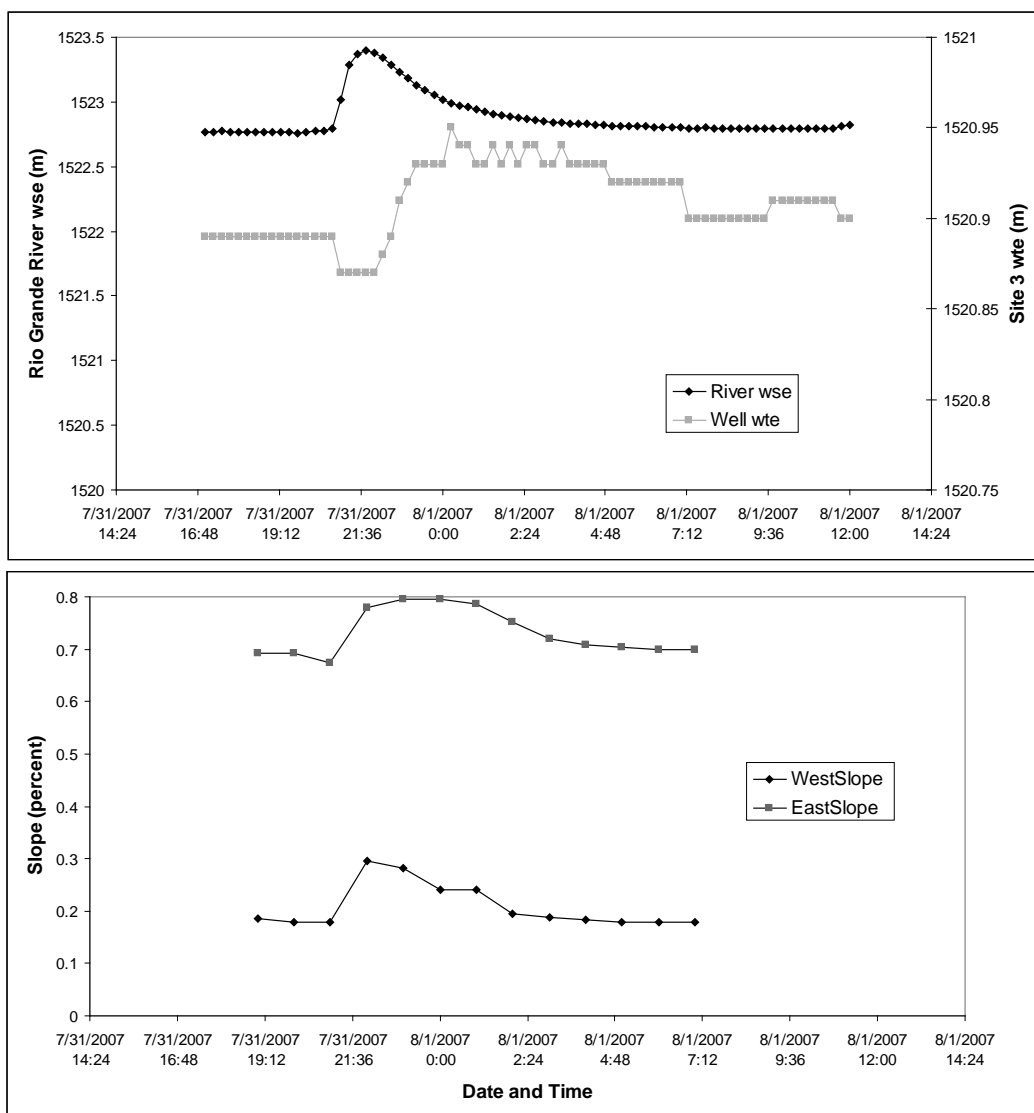 1523.5
1523
1522.5
1522
1521.5
1521
1520.5
1520
Rio Grande River wse (m)
1521
1520.95
1520.9
1520.85
1520.8
1520.75
Site 3 wte (m)
River wse
Well wte
7/31/2007 7/31/2007 7/31/2007 7/31/2007 8/1/2007 8/1/2007 8/1/2007 8/1/2007 8/1/2007 8/1/2007 8/1/2007
14:24 16:48 19:12 21:36 0:00 2:24 4:48 7:12 9:36 12:00 14:24
0.8
0.7
0.6
0.5
0.4
0.3
0.2
0.1
0
Slope (percent)
WestSlope
EastSlope
7/31/2007 7/31/2007 7/31/2007 7/31/2007 8/1/2007 8/1/2007 8/1/2007 8/1/2007 8/1/2007 8/1/2007 8/1/2007
14:24 16:48 19:12 21:36 0:00 2:24 4:48 7:12 9:36 12:00 14:24
Date and Time